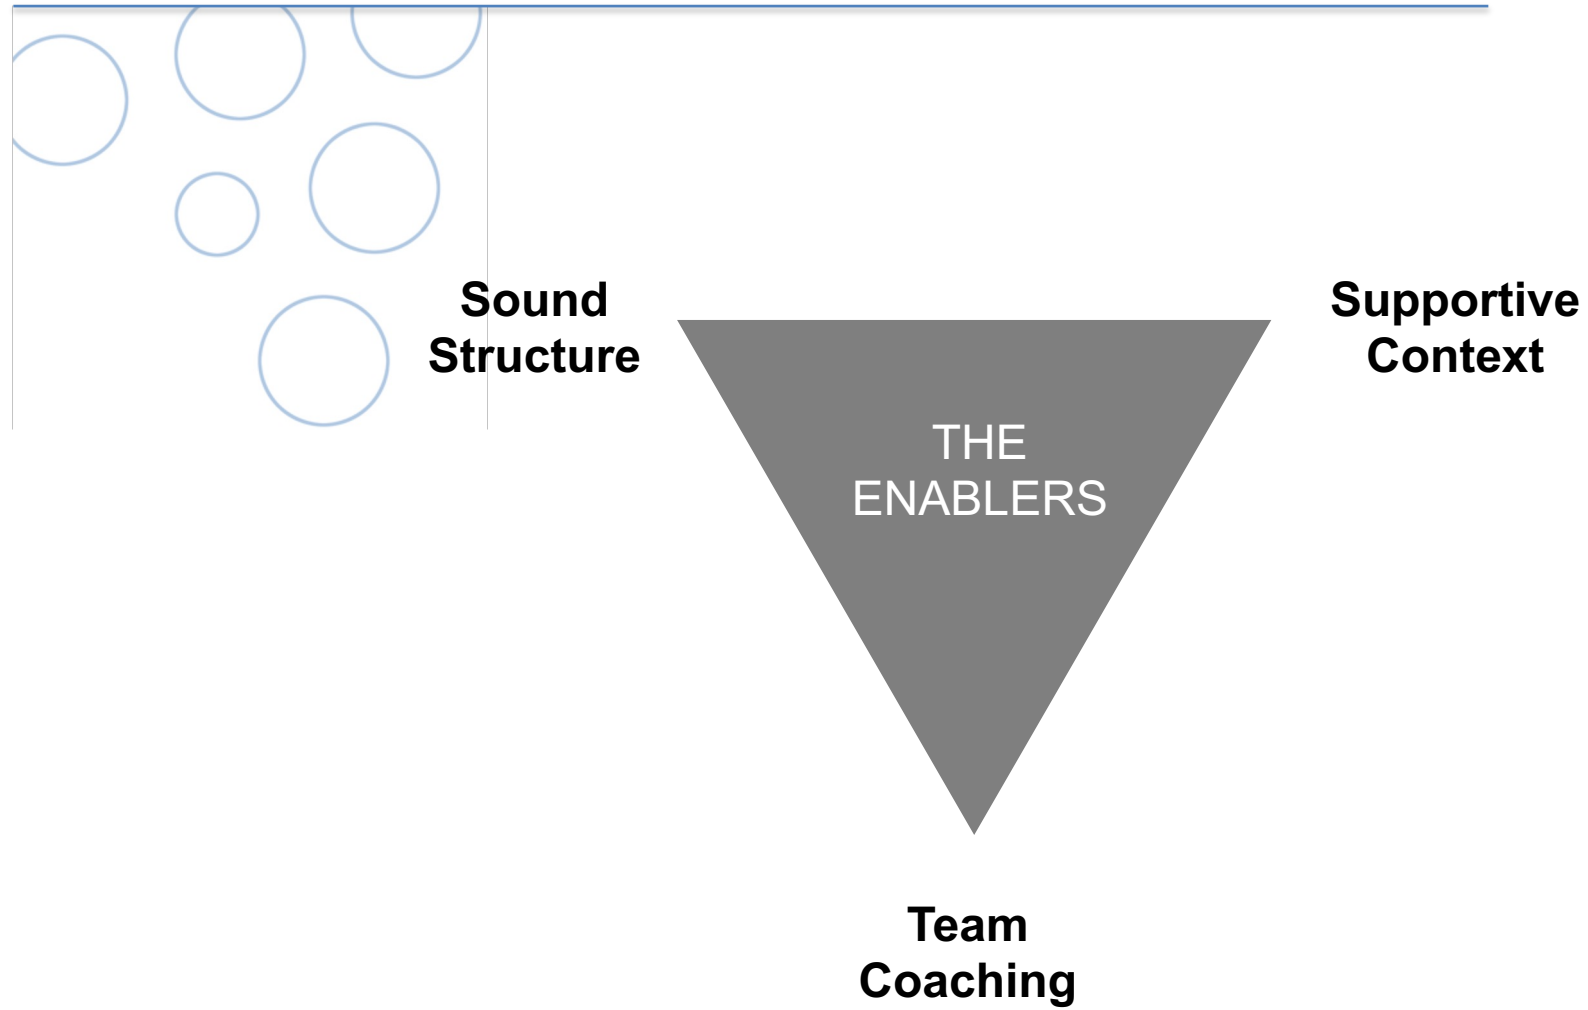 Sound
Structure
Supportive
Context
THE
ENABLERS
Team
Coaching